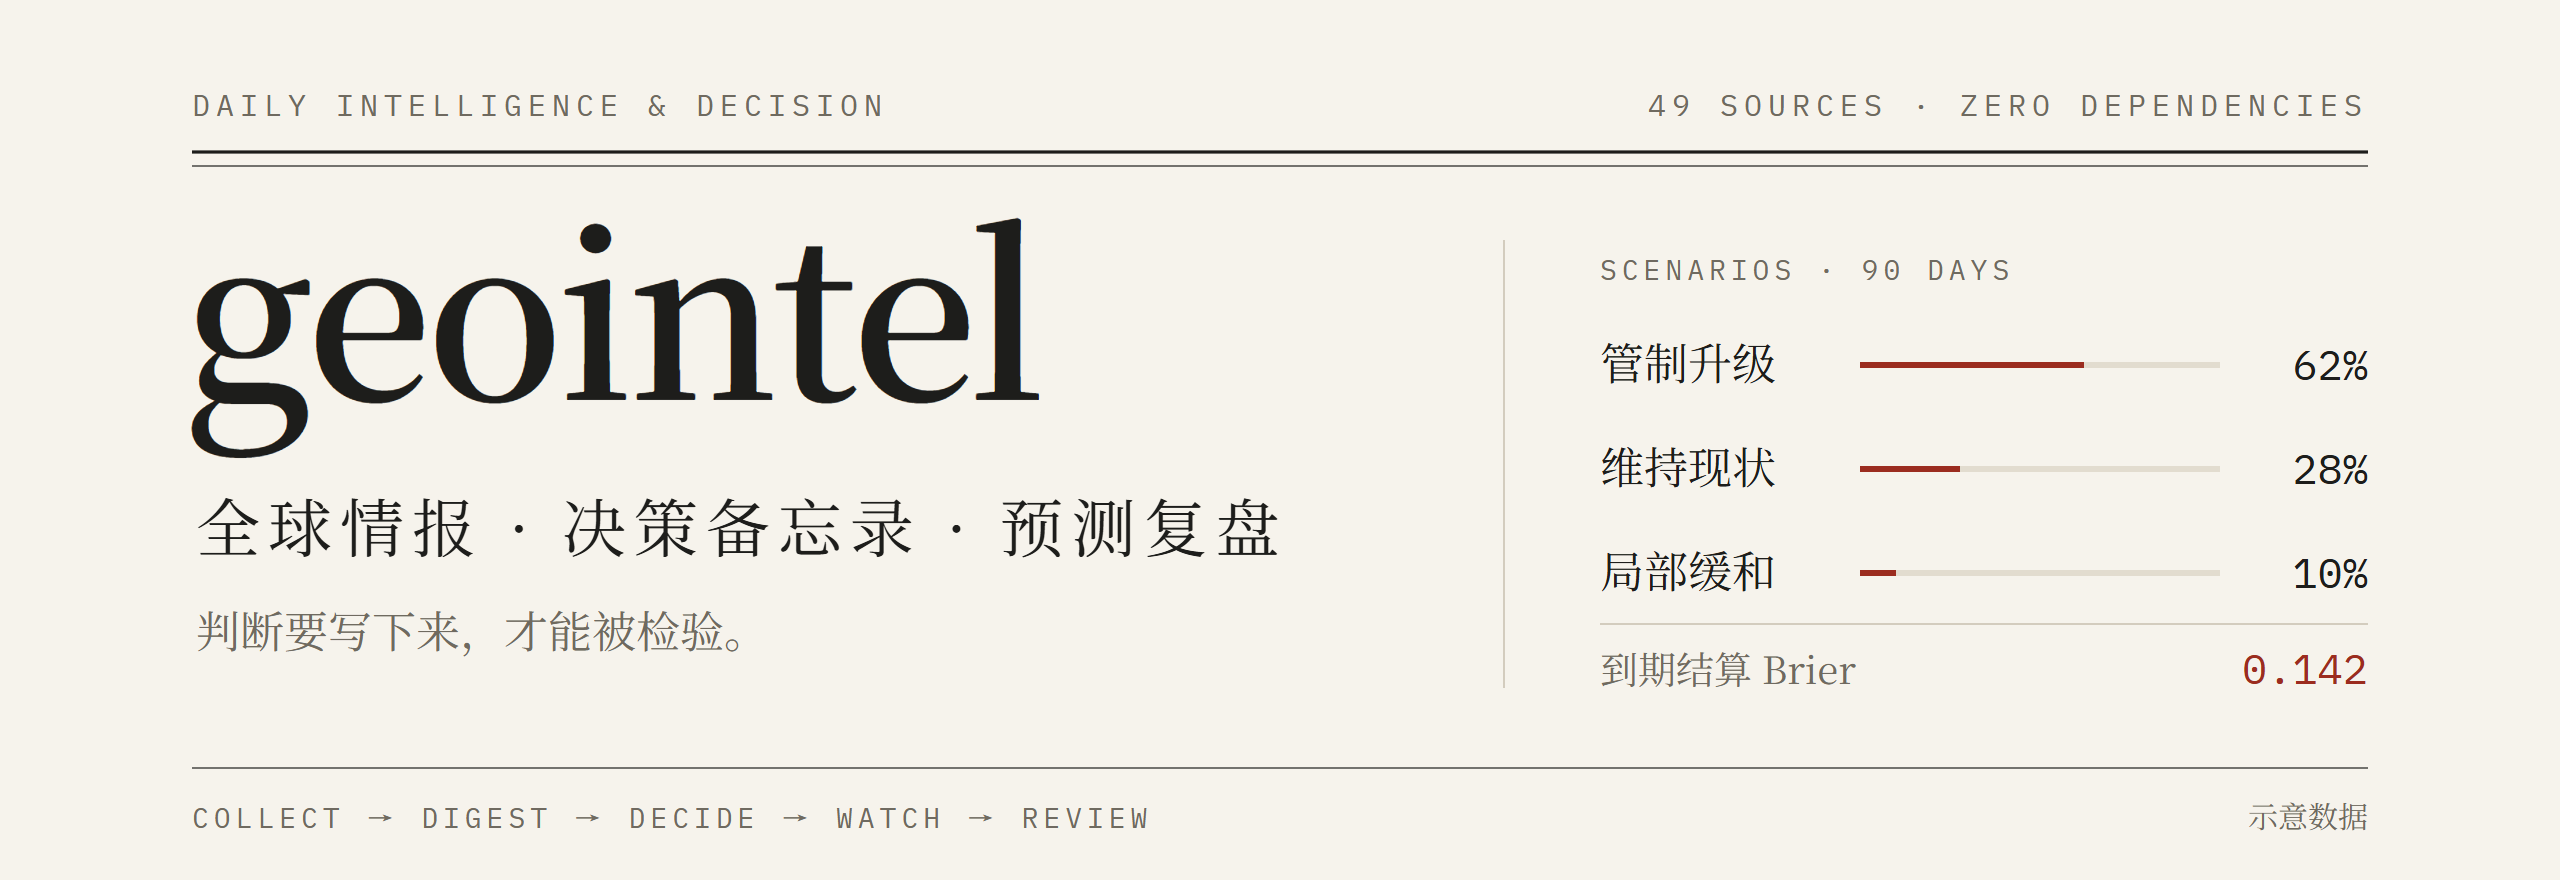 DAILY INTELLIGENCE & DECISION
49 SOURCES · ZERO DEPENDENCIES
geointel
全球情报 · 决策备忘录 · 预测复盘
判断要写下来，才能被检验。
SCENARIOS · 90 DAYS
管制升级 62%
维持现状 28%
局部缓和 10%
到期结算 Brier 0.142
COLLECT → DIGEST → DECIDE → WATCH → REVIEW
示意数据